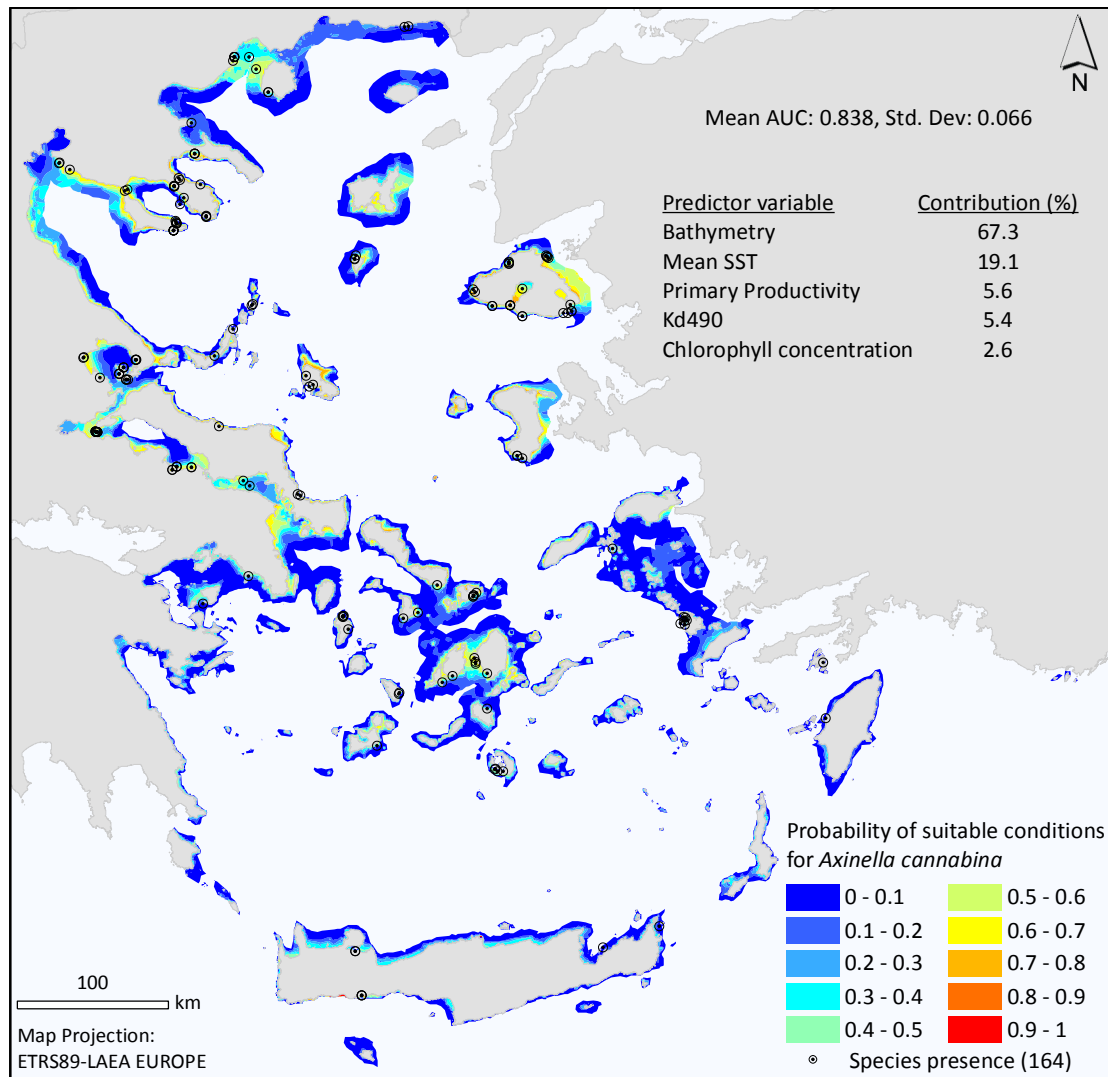 N
Mean AUC: 0.838, Std. Dev: 0.066
Predictor variable Contribution (%)
Bathymetry 67.3
Mean SST 19.1
Primary Productivity 5.6
Kd490 5.4
Chlorophyll concentration 2.6
Probability of suitable conditions
for Axinella cannabina
0 - 0.1 0.5 - 0.6
0.1 - 0.2 0.6 - 0.7
0.2 - 0.3 0.7 - 0.8
0.3 - 0.4 0.8 - 0.9
0.4 - 0.5 0.9 - 1
Species presence (164)
100
km
Map Projection:
ETRS89-LAEA EUROPE